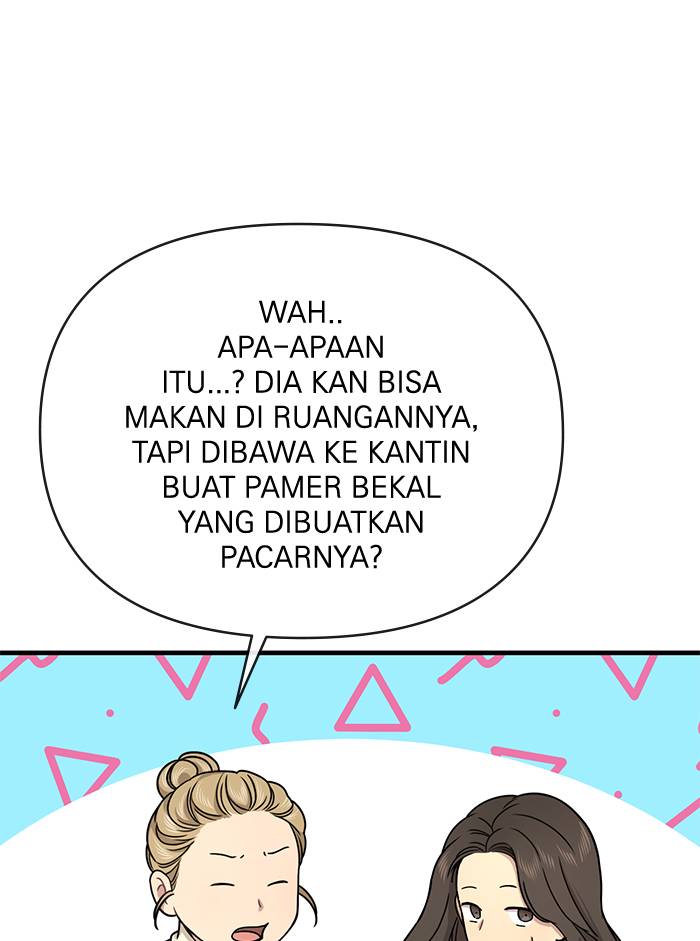 WAH..
APA-APAAN
ITU...? DIA KAN BISA
MAKAN DI RUANGANNYA,
TAPI DIBAWA KE KANTIN
BUAT PAMER BEKAL
YANG DIBUATKAN
PACARNYA?